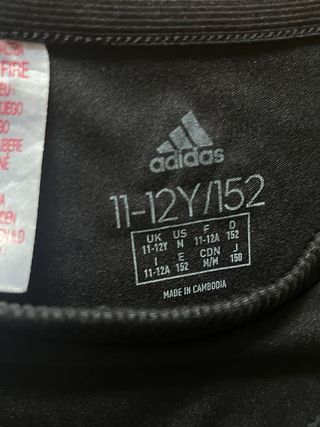 FIRE
adidas
11-12Y/152
UK US F D
11-12Y M 11-12A 152
I E CDN J
11-12A 152 M/M 150
MADE IN CAMBODIA